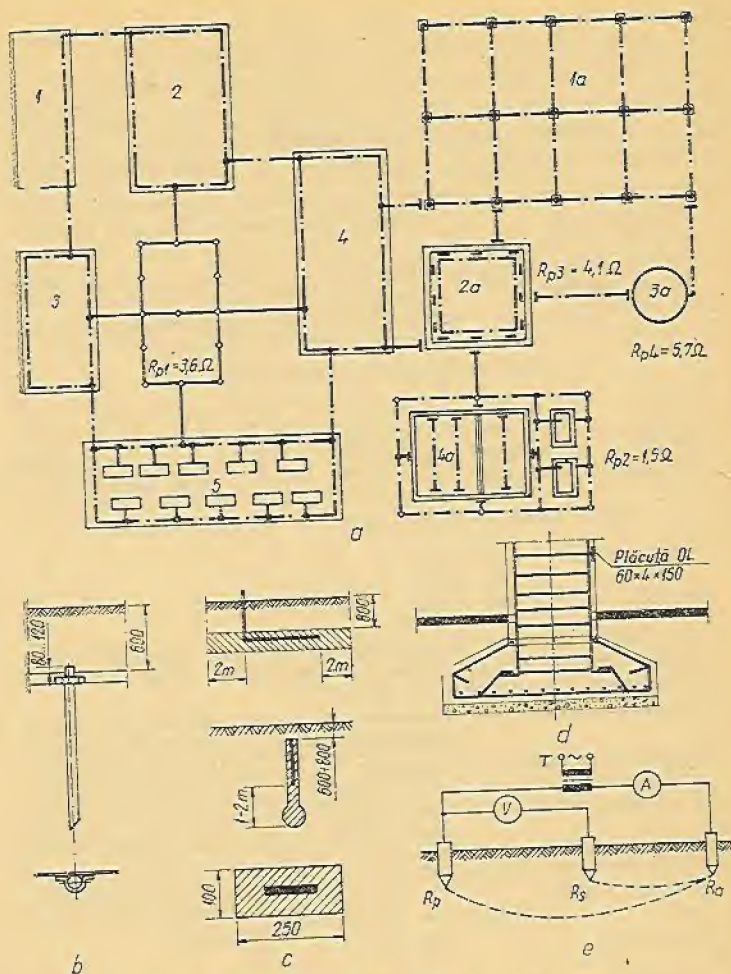 1
2
1a
3
4
2a
Rp3=4,1Ω
3a
Rp1=3,6Ω
Rp4=5,7Ω
5
4a
Rp2=1,5Ω
a
Plăcuță OL
60×4×150
80...120
600
800
2m
2m
d
600÷800
1-2m
T
~
A
V
100
250
Rp
Rs
Ra
b
c
e